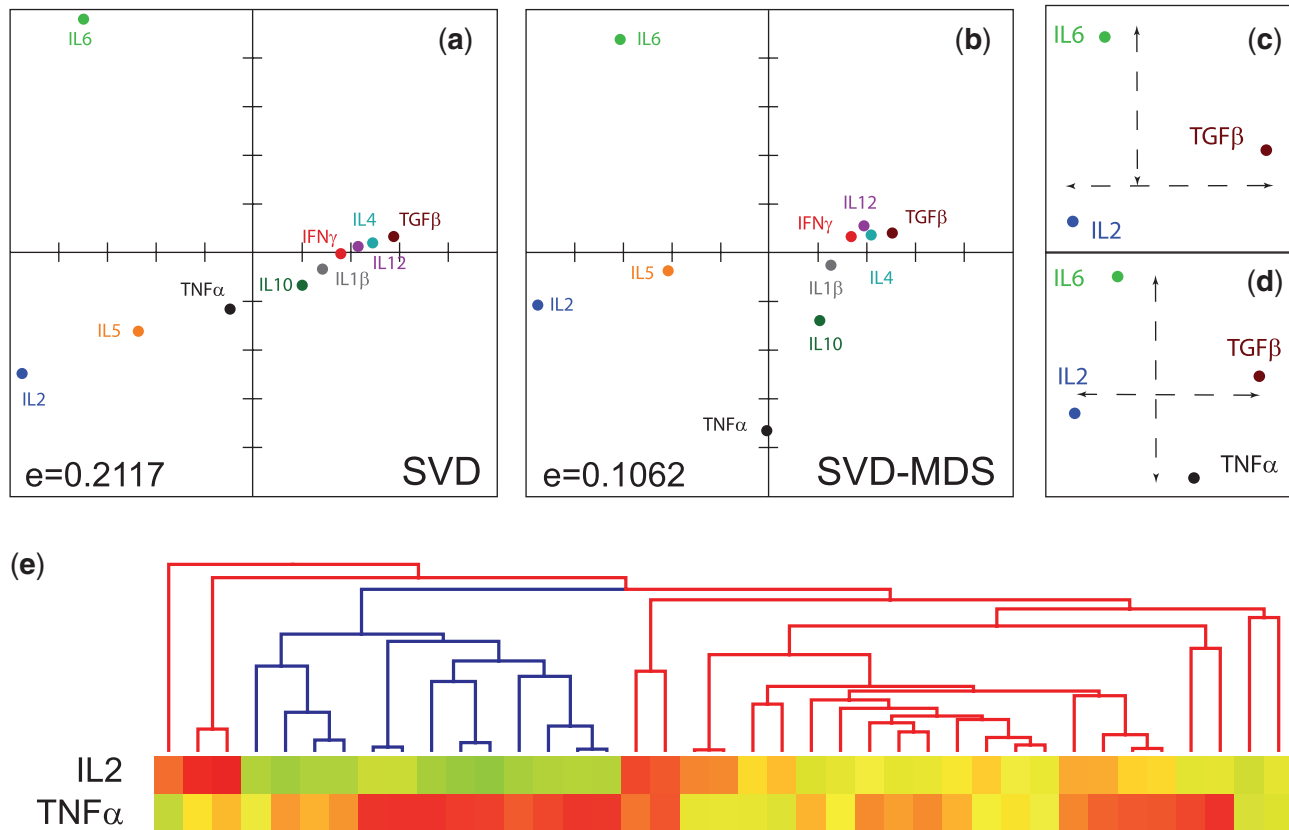 (a)
IL6
IL4
TGFβ
IFNγ
IL12
IL1β
IL10
TNFα
IL5
IL2
e=0.2117
SVD
(b)
IL6
IL12
IFNγ
TGFβ
IL5
IL1β
IL4
IL2
IL10
TNFα
e=0.1062
SVD-MDS
(c)
IL6
TGFβ
IL2
(d)
IL6
TGFβ
IL2
TNFα
(e)
IL2
TNFα